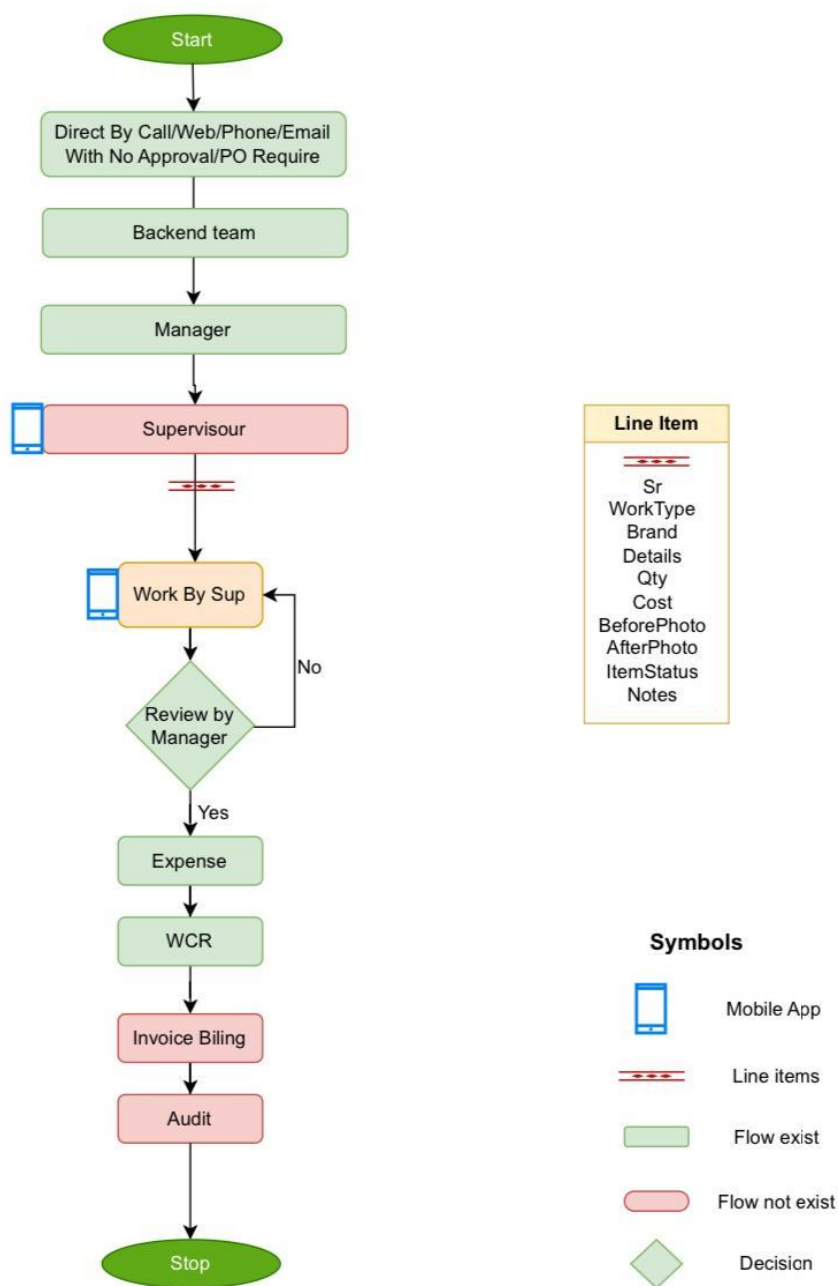 Start
Direct By Call/Web/Phone/Email
With No Approval/PO Require
Backend team
Manager
Supervisour
Work By Sup
No
Review by
Manager
Yes
Expense
WCR
Invoice Biling
Audit
Stop
Line Item
Sr
WorkType
Brand
Details
Qty
Cost
BeforePhoto
AfterPhoto
ItemStatus
Notes
Symbols
Mobile App
Line items
Flow exist
Flow not exist
Decision